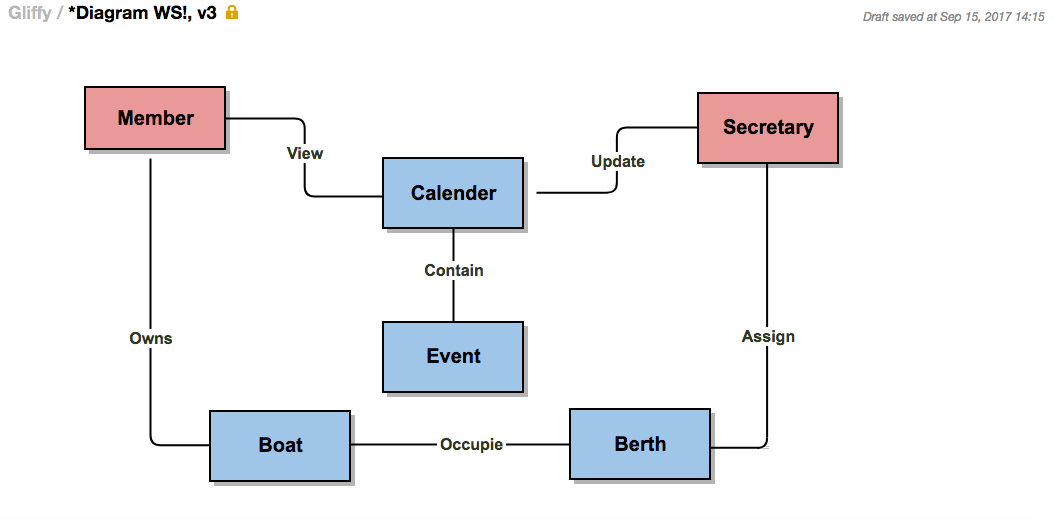 Gliffy / *Diagram WS!, v3
Draft saved at Sep 15, 2017 14:15
Member
Secretary
View
Update
Calender
Contain
Owns
Assign
Event
Boat
Occupie
Berth